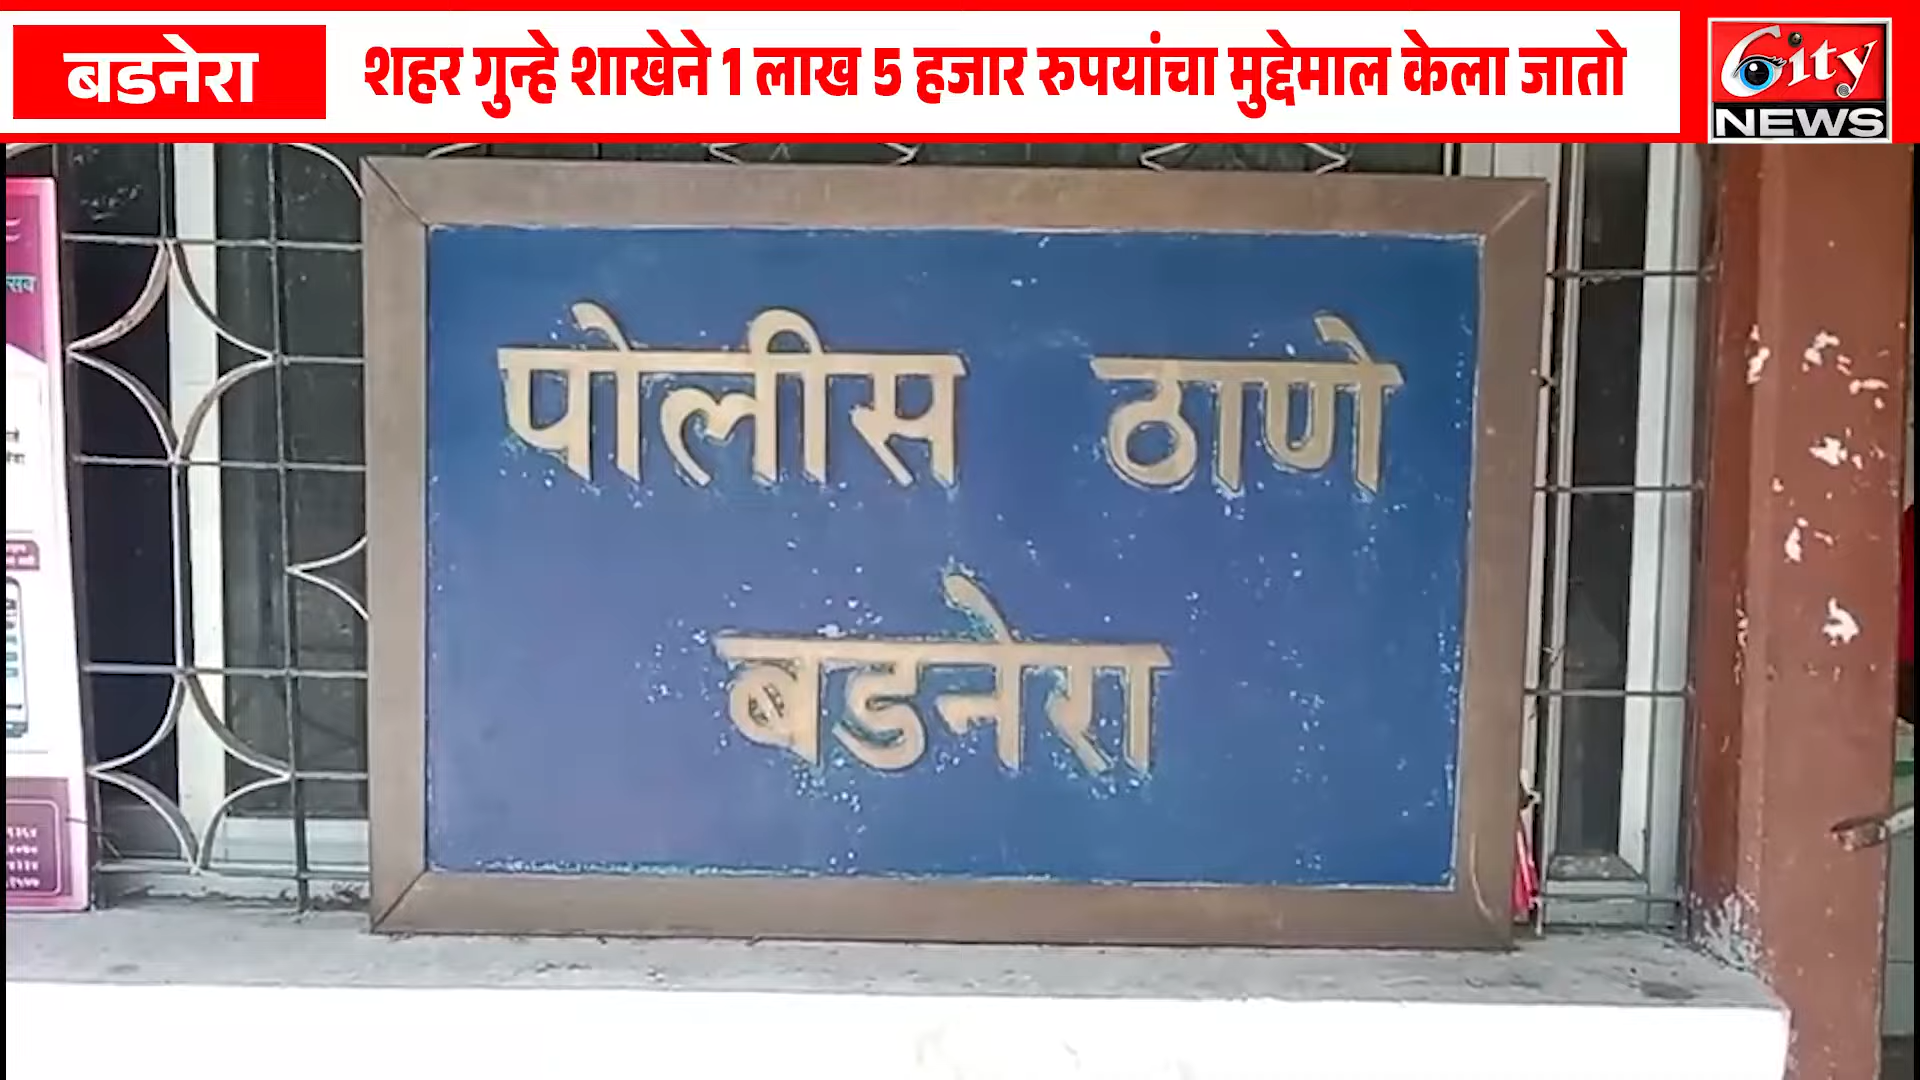 बडनेरा
शहर गुन्हे शाखेने 1 लाख 5 हजार रुपयांचा मुद्देमाल केला जातो
City
NEWS
पोलीस ठाणे
बडनेरा